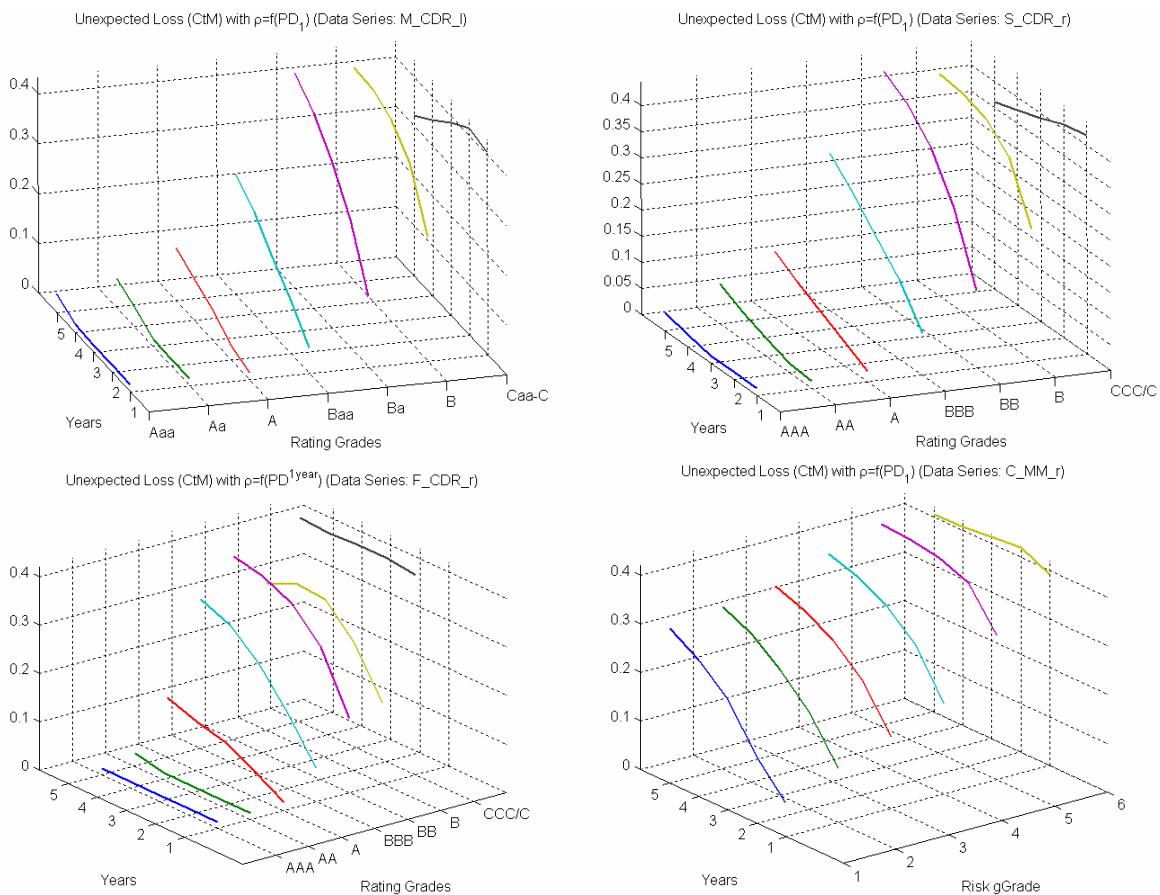 Unexpected Loss (CtM) with ρ=f(PD1) (Data Series: M_CDR_l)
0.4
0.3
0.2
0.1
0
5
4
3
2
1
Years
Aaa
Aa
A
Baa
Ba
B
Caa-C
Rating Grades
Unexpected Loss (CtM) with ρ=f(PD1) (Data Series: S_CDR_r)
0.4
0.35
0.3
0.25
0.2
0.15
0.1
0.05
0
5
4
3
2
1
Years
AAA
AA
A
BBB
BB
B
CCC/C
Rating Grades
Unexpected Loss (CtM) with ρ=f(PD1year) (Data Series: F_CDR_r)
0.4
0.3
0.2
0.1
0
5
4
3
2
1
Years
AAA
AA
A
BBB
BB
B
CCC/C
Rating Grades
Unexpected Loss (CtM) with ρ=f(PD1) (Data Series: C_MM_r)
0.4
0.3
0.2
0.1
0
5
4
3
2
1
Years
1
2
3
4
5
6
Risk gGrade